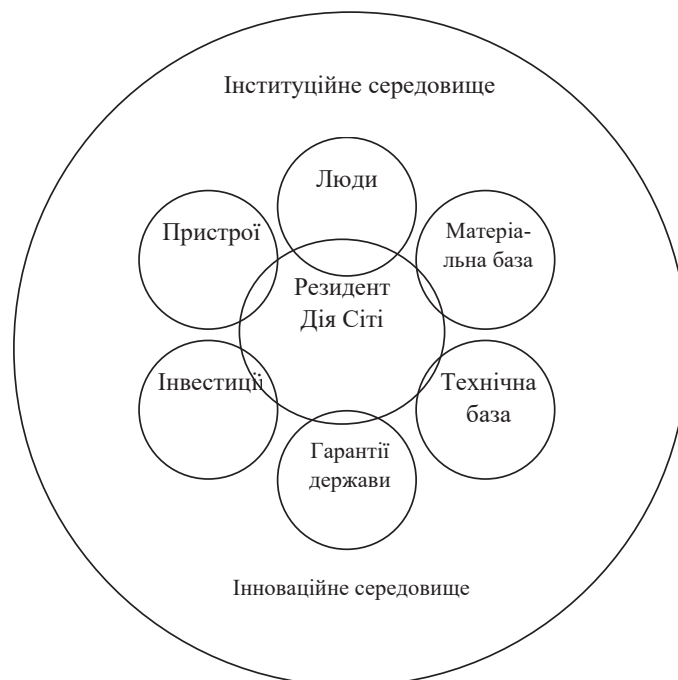 Інституційне середовище
Люди
Пристрої
Матеріа-
льна база
Резидент
Дія Сіті
Інвестиції
Технічна
база
Гарантії
держави
Інноваційне середовище